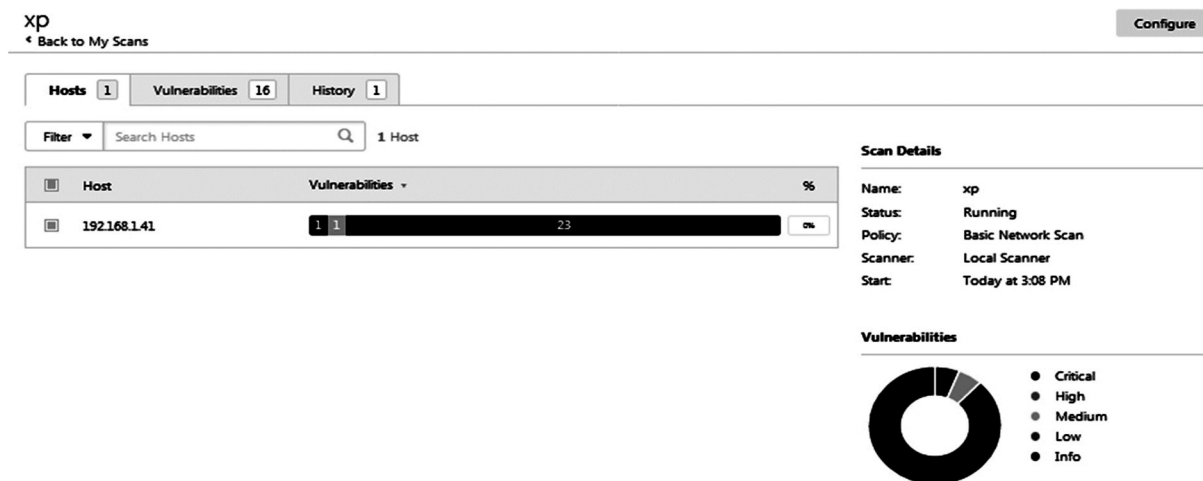 xp
Configure
< Back to My Scans
Hosts 1 Vulnerabilities 16 History 1
Filter Search Hosts 1 Host
Host Vulnerabilities %
192.168.1.41 1 1 23 0%
Scan Details
Name: xp
Status: Running
Policy: Basic Network Scan
Scanner: Local Scanner
Start: Today at 3:08 PM
Vulnerabilities
Critical
High
Medium
Low
Info